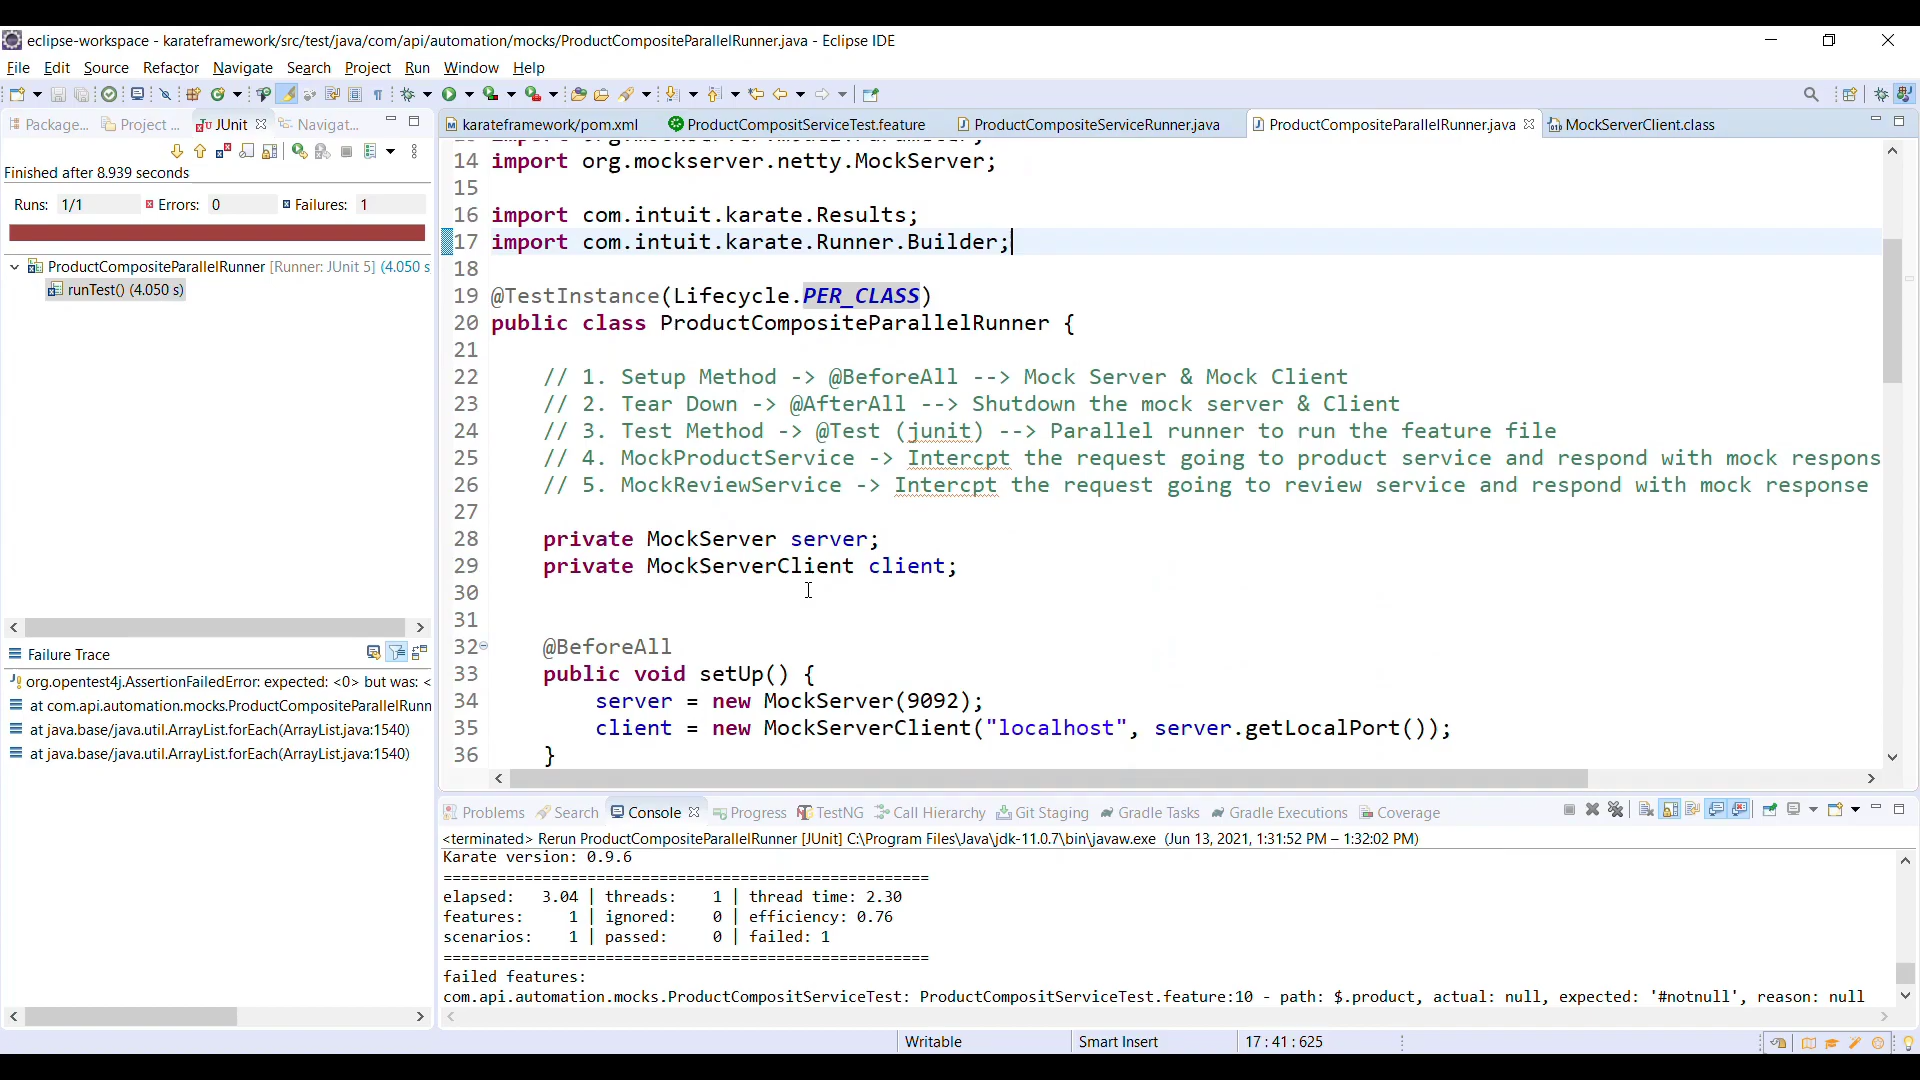 eclipse-workspace - karateframework/src/test/java/com/api/automation/mocks/ProductCompositeParallelRunner.java - Eclipse IDE
File Edit Source Refactor Navigate Search Project Run Window Help
Package... Project ... JUnit Navigat...
karateframework/pom.xml ProductCompositServiceTest.feature ProductCompositeServiceRunner.java ProductCompositeParallelRunner.java MockServerClient.class
Finished after 8.939 seconds
Runs: 1/1 Errors: 0 Failures: 1
ProductCompositeParallelRunner [Runner: JUnit 5] (4.050 s
runTest() (4.050 s)
Failure Trace
org.opentest4j.AssertionFailedError: expected: <0> but was: <
at com.api.automation.mocks.ProductCompositeParallelRunn
at java.base/java.util.ArrayList.forEach(ArrayList.java:1540)
at java.base/java.util.ArrayList.forEach(ArrayList.java:1540)
14 import org.mockserver.netty.MockServer;
15
16 import com.intuit.karate.Results;
17 import com.intuit.karate.Runner.Builder;
18
19 @TestInstance(Lifecycle.PER_CLASS)
20 public class ProductCompositeParallelRunner {
21
22 // 1. Setup Method -> @BeforeAll --> Mock Server & Mock Client
23 // 2. Tear Down -> @AfterAll --> Shutdown the mock server & Client
24 // 3. Test Method -> @Test (junit) --> Parallel runner to run the feature file
25 // 4. MockProductService -> Intercpt the request going to product service and respond with mock respons
26 // 5. MockReviewService -> Intercpt the request going to review service and respond with mock response
27
28 private MockServer server;
29 private MockServerClient client;
30
31
32 @BeforeAll
33 public void setUp() {
34 server = new MockServer(9092);
35 client = new MockServerClient("localhost", server.getLocalPort());
36 }
Problems Search Console Progress TestNG Call Hierarchy Git Staging Gradle Tasks Gradle Executions Coverage
<terminated> Rerun ProductCompositeParallelRunner [JUnit] C:\Program Files\Java\jdk-11.0.7\bin\javaw.exe (Jun 13, 2021, 1:31:52 PM – 1:32:02 PM)
Karate version: 0.9.6
======================================================
elapsed: 3.04 | threads: 1 | thread time: 2.30
features: 1 | ignored: 0 | efficiency: 0.76
scenarios: 1 | passed: 0 | failed: 1
======================================================
failed features:
com.api.automation.mocks.ProductCompositServiceTest: ProductCompositServiceTest.feature:10 - path: $.product, actual: null, expected: '#notnull', reason: null
Writable Smart Insert 17 : 41 : 625